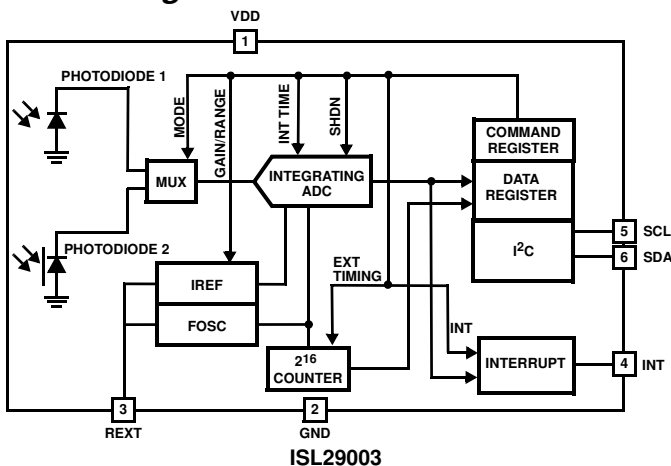 VDD
1
PHOTODIODE 1
MODE
GAIN/RANGE
INT TIME
SHDN
COMMAND
REGISTER
MUX
INTEGRATING
ADC
DATA
REGISTER
PHOTODIODE 2
I²C
5 SCL
6 SDA
EXT
TIMING
IREF
FOSC
INT
2¹⁶
COUNTER
INTERRUPT
4 INT
3
REXT
2
GND
ISL29003